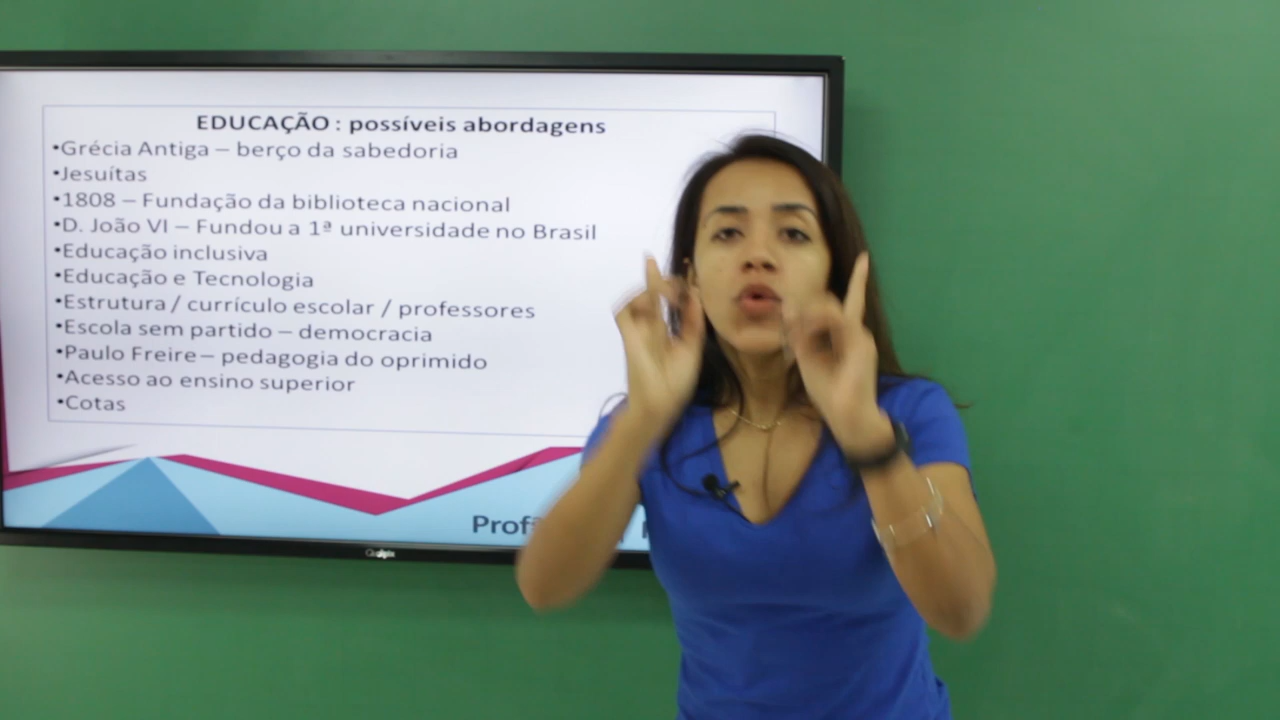 EDUCAÇÃO : possíveis abordagens
•Grécia Antiga – berço da sabedoria
•Jesuítas
•1808 – Fundação da biblioteca nacional
•D. João VI – Fundou a 1ª universidade no Brasil
•Educação inclusiva
•Educação e Tecnologia
•Estrutura / currículo escolar / professores
•Escola sem partido – democracia
•Paulo Freire – pedagogia do oprimido
•Acesso ao ensino superior
•Cotas